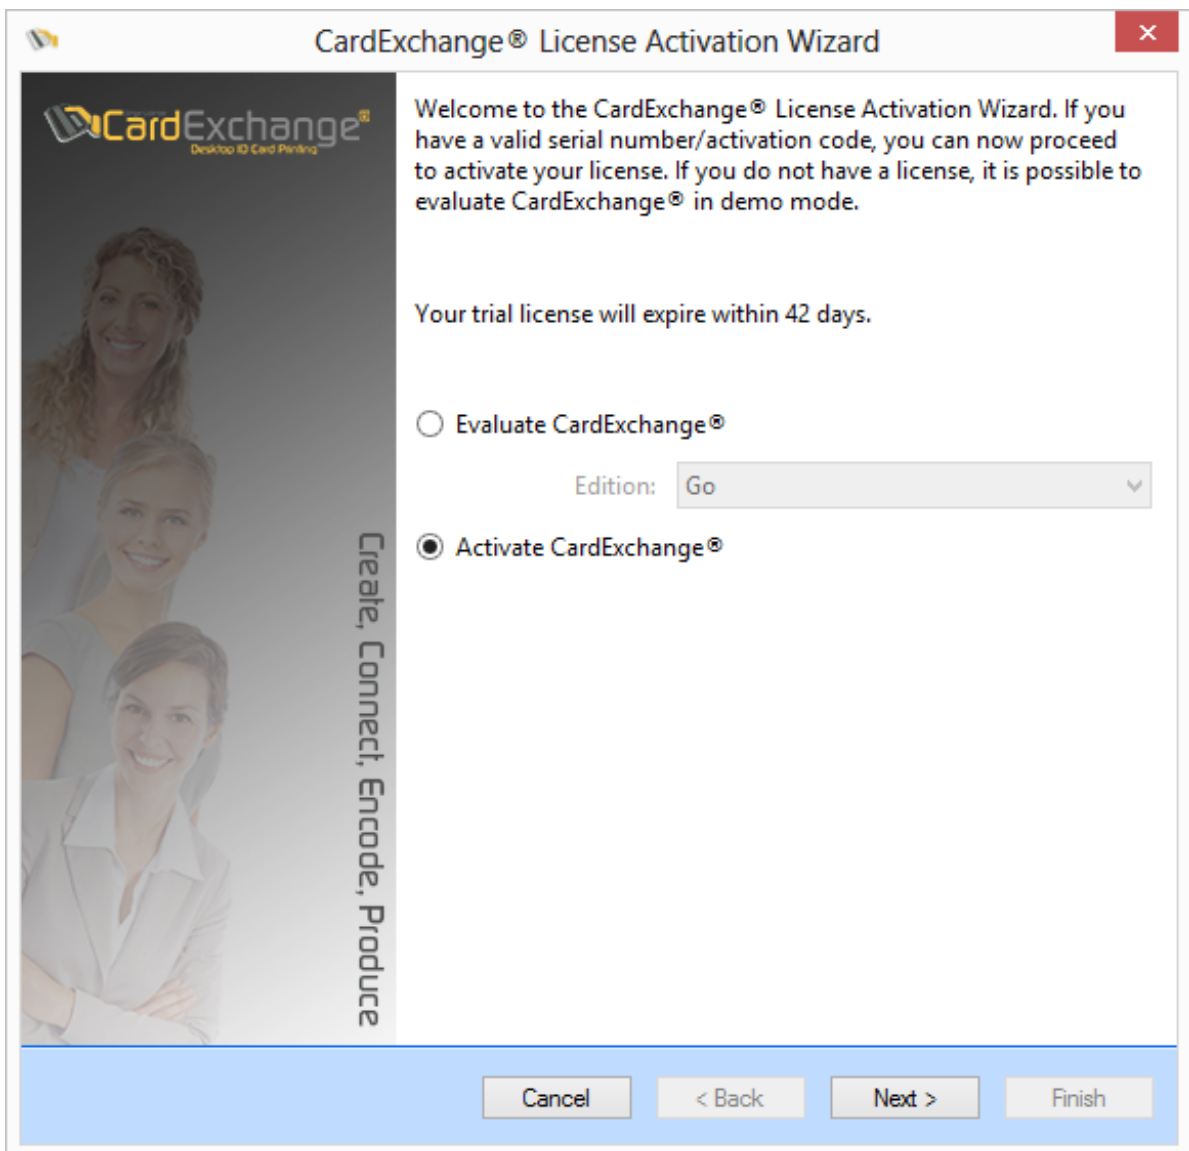 CardExchange® License Activation Wizard
CardExchange®
Desktop ID Card Printing
Welcome to the CardExchange® License Activation Wizard. If you
have a valid serial number/activation code, you can now proceed
to activate your license. If you do not have a license, it is possible to
evaluate CardExchange® in demo mode.
Your trial license will expire within 42 days.
Evaluate CardExchange®
Edition: Go
Activate CardExchange®
Create, Connect, Encode, Produce
Cancel < Back Next > Finish